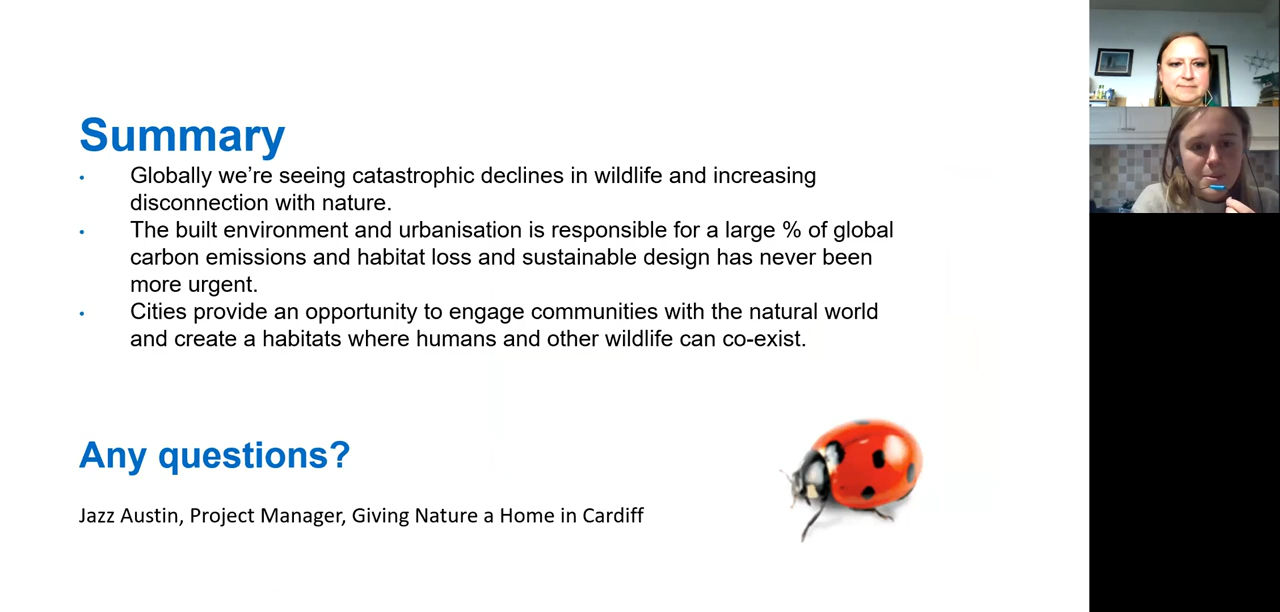 Summary
• Globally we’re seeing catastrophic declines in wildlife and increasing
disconnection with nature.
• The built environment and urbanisation is responsible for a large % of global
carbon emissions and habitat loss and sustainable design has never been
more urgent.
• Cities provide an opportunity to engage communities with the natural world
and create a habitats where humans and other wildlife can co-exist.
Any questions?
Jazz Austin, Project Manager, Giving Nature a Home in Cardiff